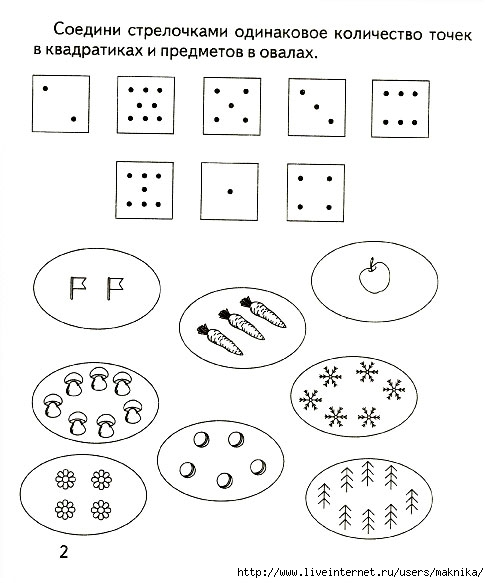 Соедини стрелочками одинаковое количество точек
в квадратиках и предметов в овалах.
2
http://www.liveinternet.ru/users/maknika/